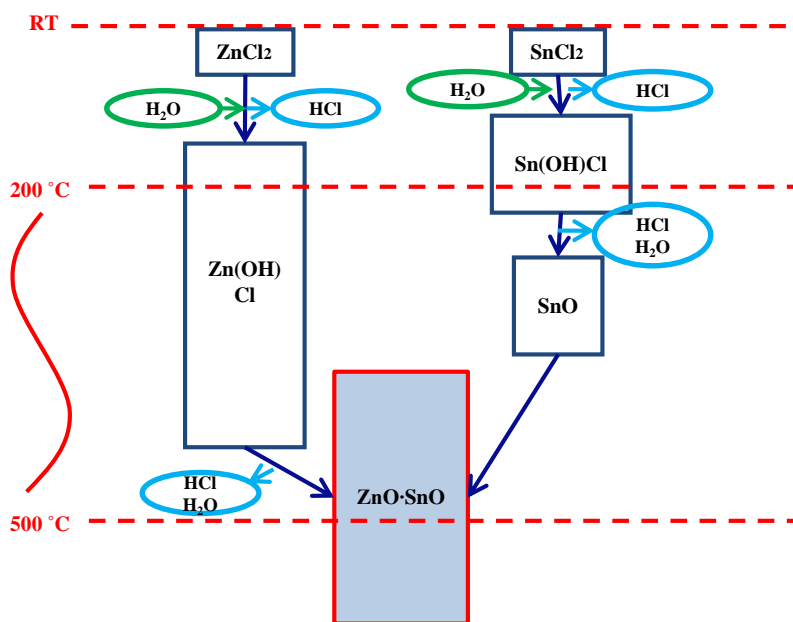 RT
ZnCl₂
SnCl₂
H₂O
HCl
H₂O
HCl
Sn(OH)Cl
200 °C
HCl
H₂O
Zn(OH)
Cl
SnO
HCl
H₂O
ZnO·SnO
500 °C